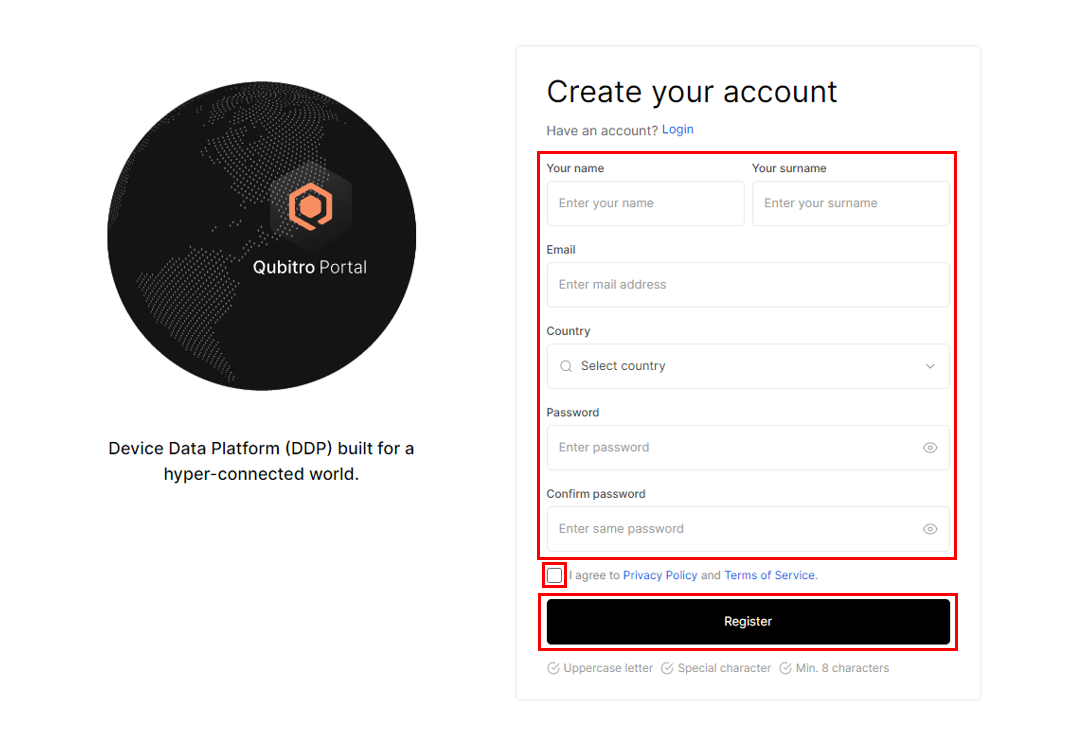 Qubitro Portal
Device Data Platform (DDP) built for a
hyper-connected world.
Create your account
Have an account? Login
Your name Your surname
Enter your name Enter your surname
Email
Enter mail address
Country
Select country
Password
Enter password
Confirm password
Enter same password
I agree to Privacy Policy and Terms of Service.
Register
Uppercase letter Special character Min. 8 characters